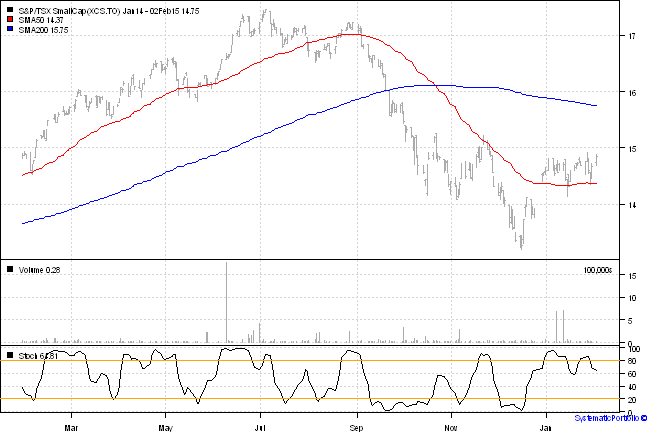 S&P/TSX SmallCap(XCS.TO) Jan14 - 02Feb15 14.75
SMA50 14.37
SMA200 15.75
17
16
15
14
Volume 0.28
100,000s
15
10
5
0
Stoch 64.81
100
80
60
40
20
0
Mar
May
Jul
Sep
Nov
Jan
SystematicPortfolio ©